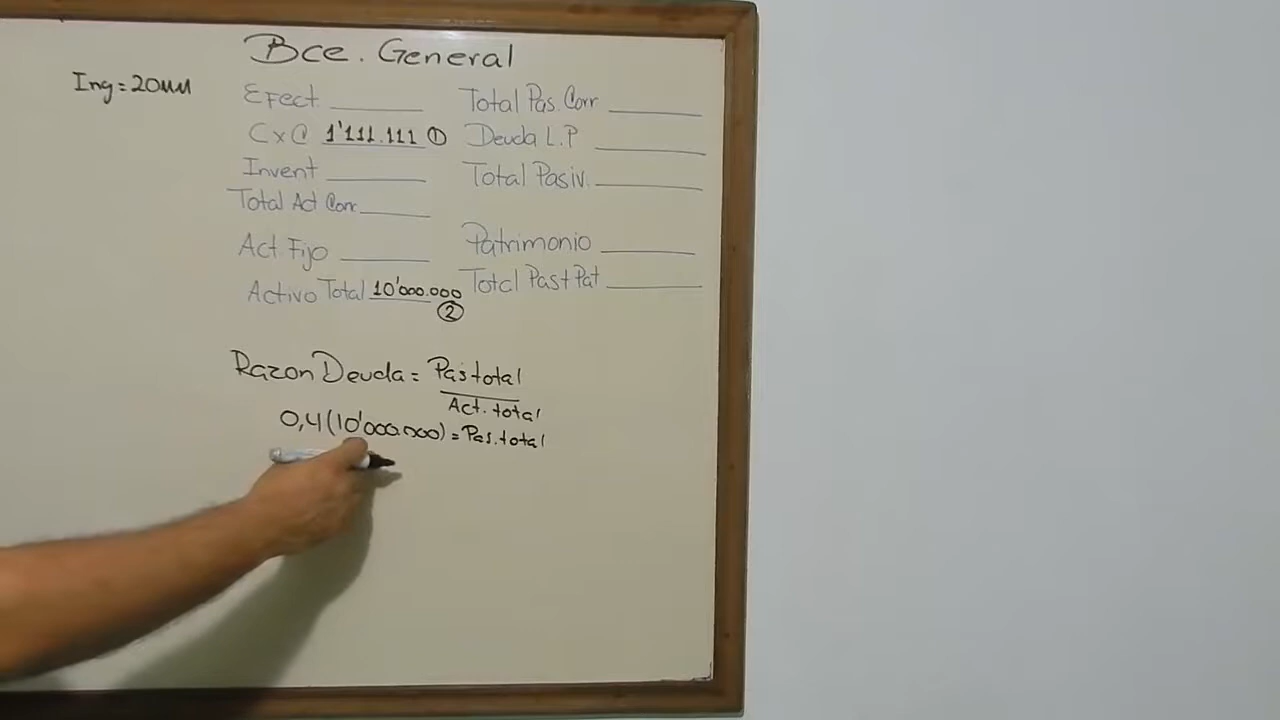 Bce. General
Ing = 20MM
Efect
CxC 1'111.111 ①
Invent
Total Act Corr
Act Fijo
Activo Total 10'000.000
②
Total Pas. Corr
Deuda L.P
Total Pasiv.
Patrimonio
Total Past Pat
Razon Deuda = Pas total
Act. total
0,4(10'000.000) = Pas. total